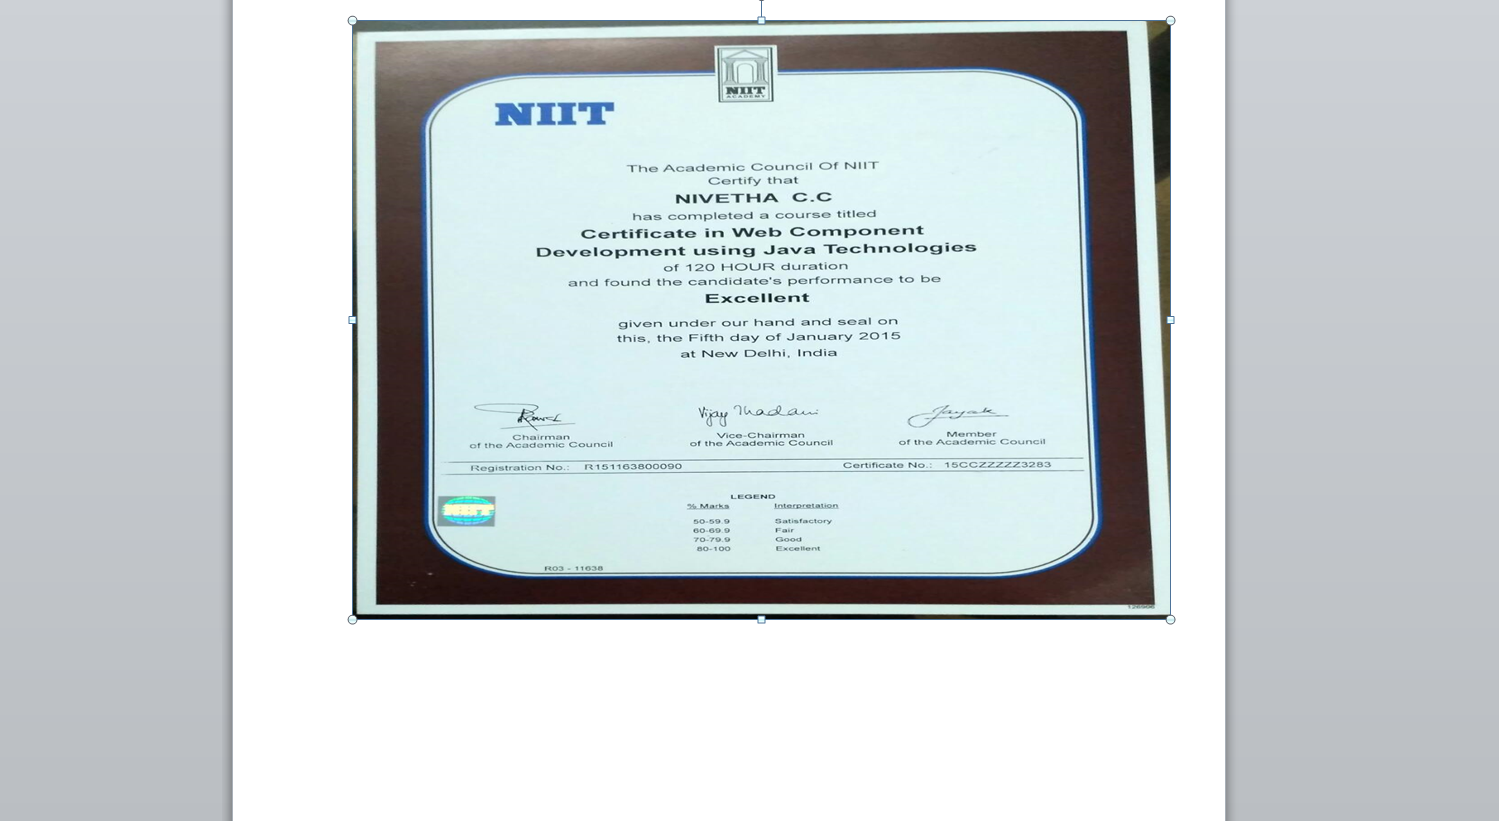 NIIT
ACADEMY
NIIT
The Academic Council Of NIIT
Certify that
NIVETHA C.C
has completed a course titled
Certificate in Web Component
Development using Java Technologies
of 120 HOUR duration
and found the candidate's performance to be
Excellent
given under our hand and seal on
this, the Fifth day of January 2015
at New Delhi, India
Vijay Thadani
Chairman Vice-Chairman Member
of the Academic Council of the Academic Council of the Academic Council
Registration No.: R151163800090 Certificate No.: 15CCZZZZZZ3283
NIIT
LEGEND
% Marks Interpretation
50-59.9 Satisfactory
60-69.9 Fair
70-79.9 Good
80-100 Excellent
R03 - 11638